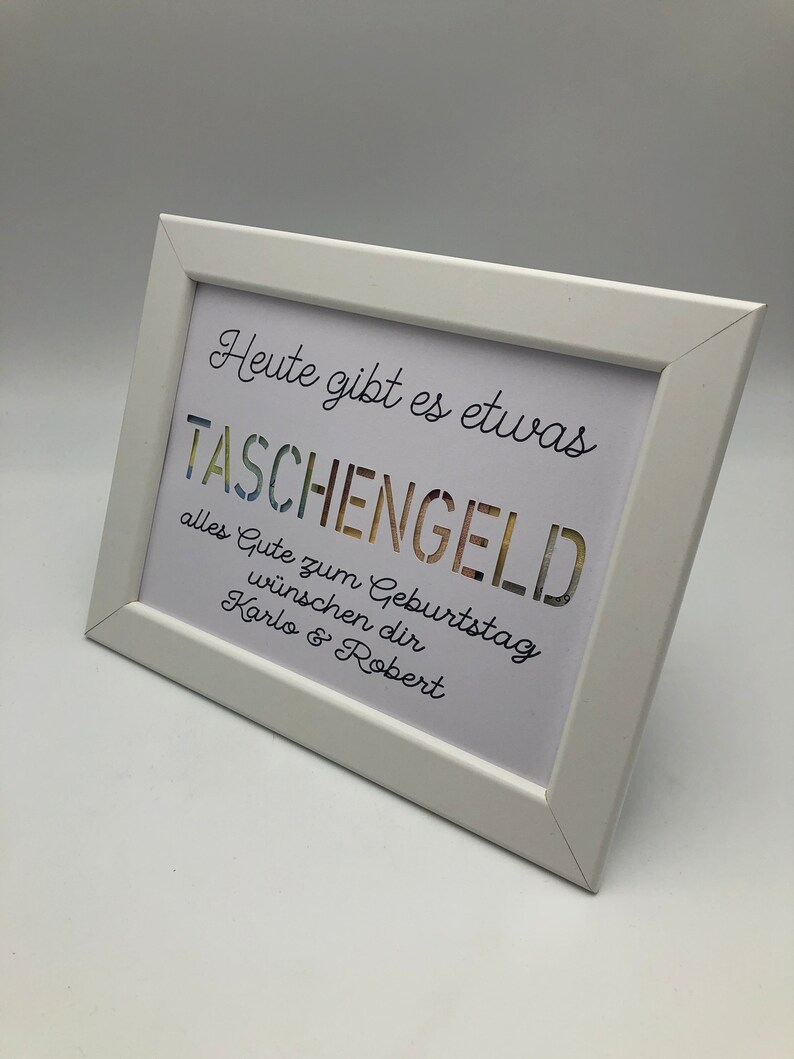 Heute gibt es etwas
TASCHENGELD
alles Gute zum Geburtstag
wünschen dir
Karlo & Robert